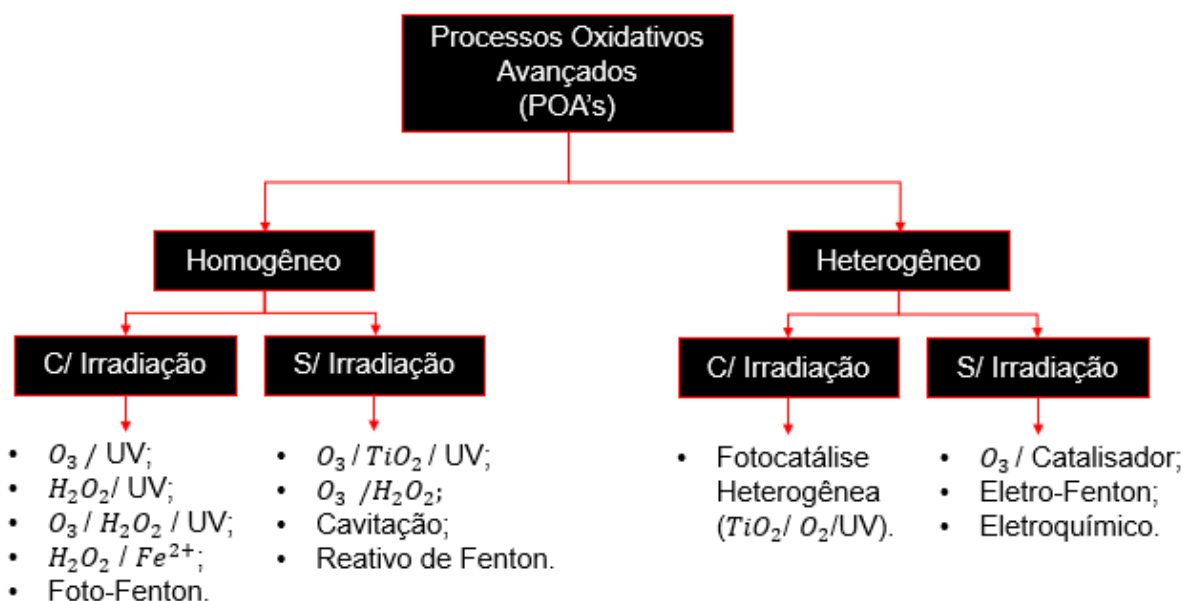 Processos Oxidativos
Avançados
(POA's)
Homogêneo
Heterogêneo
C/ Irradiação
S/ Irradiação
C/ Irradiação
S/ Irradiação
• O₃ / UV;
• H₂O₂/ UV;
• O₃/ H₂O₂ / UV;
• H₂O₂ / Fe²⁺;
• Foto-Fenton.
• O₃/ TiO₂ / UV;
• O₃ /H₂O₂;
• Cavitação;
• Reativo de Fenton.
• Fotocatálise
Heterogênea
(TiO₂/ O₂/UV).
• O₃ / Catalisador;
• Eletro-Fenton;
• Eletroquímico.